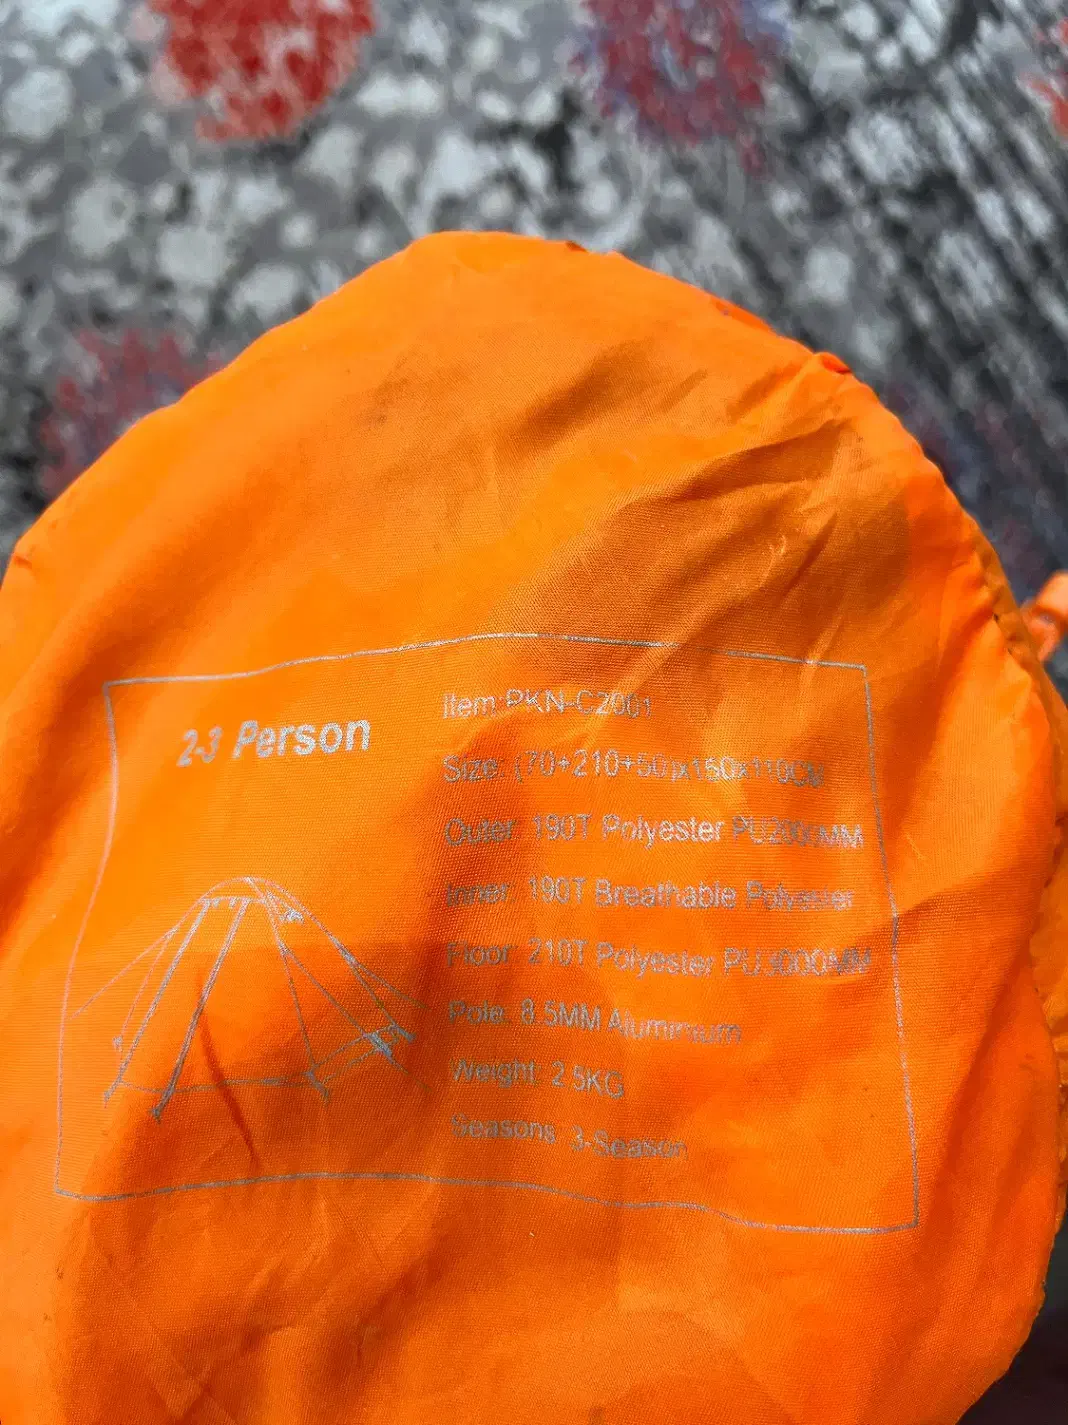 2-3 Person
Item: PKN-C2001
Size: (70+210+50)x150x110CM
Outer: 190T Polyester PU2000MM
Inner: 190T Breathable Polyester
Floor: 210T Polyester PU3000MM
Pole: 8.5MM Aluminium
Weight: 2.5KG
Seasons: 3-Season